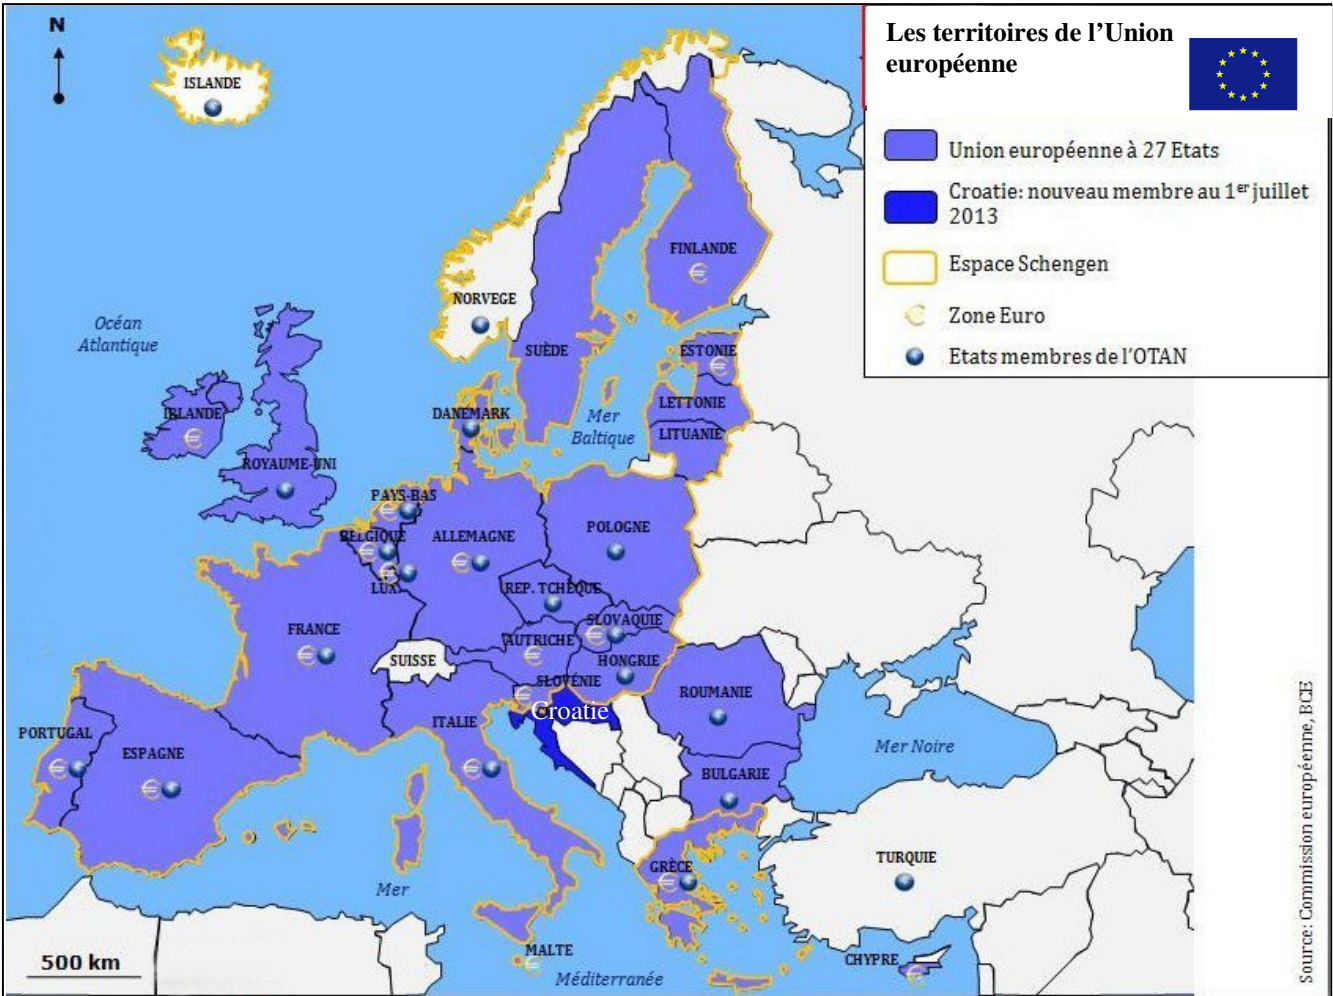 N
Les territoires de l’Union
européenne
ISLANDE
Union européenne à 27 Etats
Croatie: nouveau membre au 1er juillet
2013
Espace Schengen
Zone Euro
Etats membres de l'OTAN
FINLANDE
NORVEGE
Océan
Atlantique
SUÈDE
ESTONIE
LETTONIE
LITUANIE
Mer
Baltique
DANEMARK
IRLANDE
ROYAUME-UNI
PAYS-BAS
BELGIQUE
LUX.
ALLEMAGNE
POLOGNE
REP. TCHÈQUE
SLOVAQUIE
FRANCE
AUTRICHE
SUISSE
HONGRIE
SLOVÉNIE
Croatie
ROUMANIE
ITALIE
PORTUGAL
ESPAGNE
Mer Noire
BULGARIE
GRÈCE
TURQUIE
Mer
Méditerranée
MALTE
CHYPRE
500 km
Source: Commission européenne, BCE